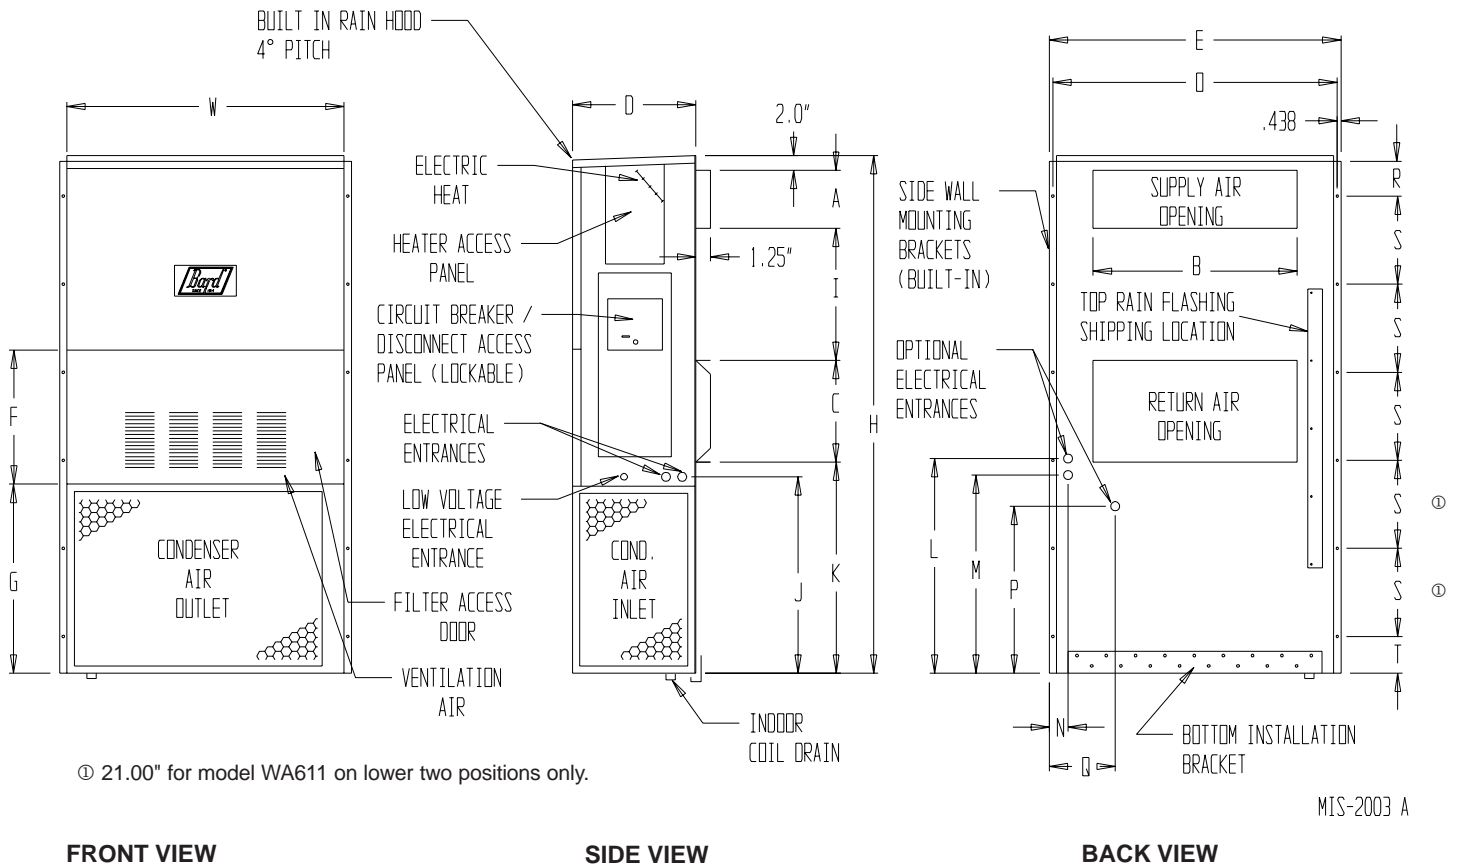 BUILT IN RAIN HOOD
4° PITCH
E
W
D
2.0"
O
.438
ELECTRIC
HEAT
A
SIDE WALL
MOUNTING
BRACKETS
(BUILT-IN)
SUPPLY AIR
OPENING
R
HEATER ACCESS
PANEL
1.25"
B
S
Bard
I
TOP RAIN FLASHING
SHIPPING LOCATION
S
CIRCUIT BREAKER /
DISCONNECT ACCESS
PANEL (LOCKABLE)
OPTIONAL
ELECTRICAL
ENTRANCES
F
C
H
RETURN AIR
OPENING
S
ELECTRICAL
ENTRANCES
LOW VOLTAGE
ELECTRICAL
ENTRANCE
S ①
G
CONDENSER
AIR
OUTLET
COND.
AIR
INLET
J
K
L
M
P
S ①
FILTER ACCESS
DOOR
T
VENTILATION
AIR
INDOOR
COIL DRAIN
N
Q
BOTTOM INSTALLATION
BRACKET
① 21.00" for model WA611 on lower two positions only.
MIS-2003 A
FRONT VIEW
SIDE VIEW
BACK VIEW